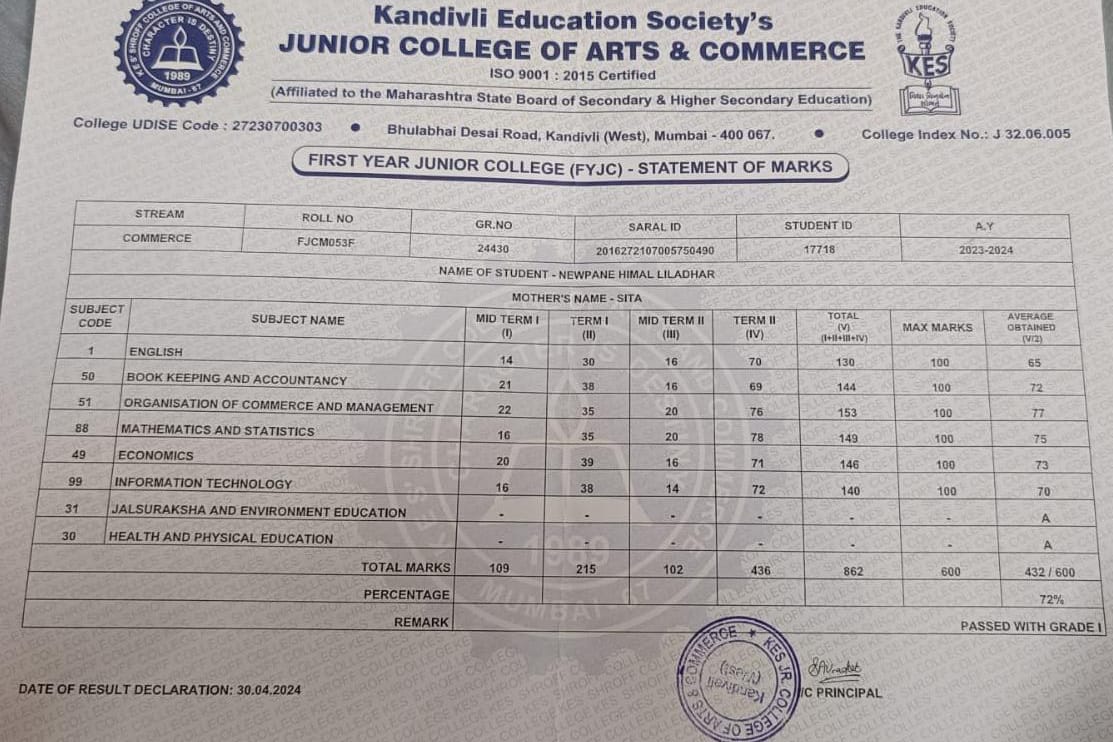 KES' SHROFF COLLEGE OF ARTS AND COMMERCE
CHARACTER IS DESTINY
1989
MUMBAI - 67
Kandivli Education Society's
JUNIOR COLLEGE OF ARTS & COMMERCE
ISO 9001 : 2015 Certified
(Affiliated to the Maharashtra State Board of Secondary & Higher Secondary Education)
THE KANDIVLI EDUCATION SOCIETY
KES
College UDISE Code : 27230700303 • Bhulabhai Desai Road, Kandivli (West), Mumbai - 400 067. • College Index No.: J 32.06.005
FIRST YEAR JUNIOR COLLEGE (FYJC) - STATEMENT OF MARKS
STREAM ROLL NO GR.NO SARAL ID STUDENT ID A.Y
COMMERCE FJCM053F 24430 2016272107005750490 17718 2023-2024
NAME OF STUDENT - NEWPANE HIMAL LILADHAR
MOTHER'S NAME - SITA
SUBJECT CODE SUBJECT NAME MID TERM I (I) TERM I (II) MID TERM II (III) TERM II (IV) TOTAL (V) (I+II+III+IV) MAX MARKS AVERAGE OBTAINED (V/2)
1 ENGLISH 14 30 16 70 130 100 65
50 BOOK KEEPING AND ACCOUNTANCY 21 38 16 69 144 100 72
51 ORGANISATION OF COMMERCE AND MANAGEMENT 22 35 20 76 153 100 77
88 MATHEMATICS AND STATISTICS 16 35 20 78 149 100 75
49 ECONOMICS 20 39 16 71 146 100 73
99 INFORMATION TECHNOLOGY 16 38 14 72 140 100 70
31 JALSURAKSHA AND ENVIRONMENT EDUCATION - - - - - - A
30 HEALTH AND PHYSICAL EDUCATION - - - - - - A
TOTAL MARKS 109 215 102 436 862 600 432 / 600
PERCENTAGE 72%
REMARK PASSED WITH GRADE I
KES JR. COLLEGE OF ARTS & COMMERCE ★
Kandivali
(West)
DATE OF RESULT DECLARATION: 30.04.2024
I/C PRINCIPAL